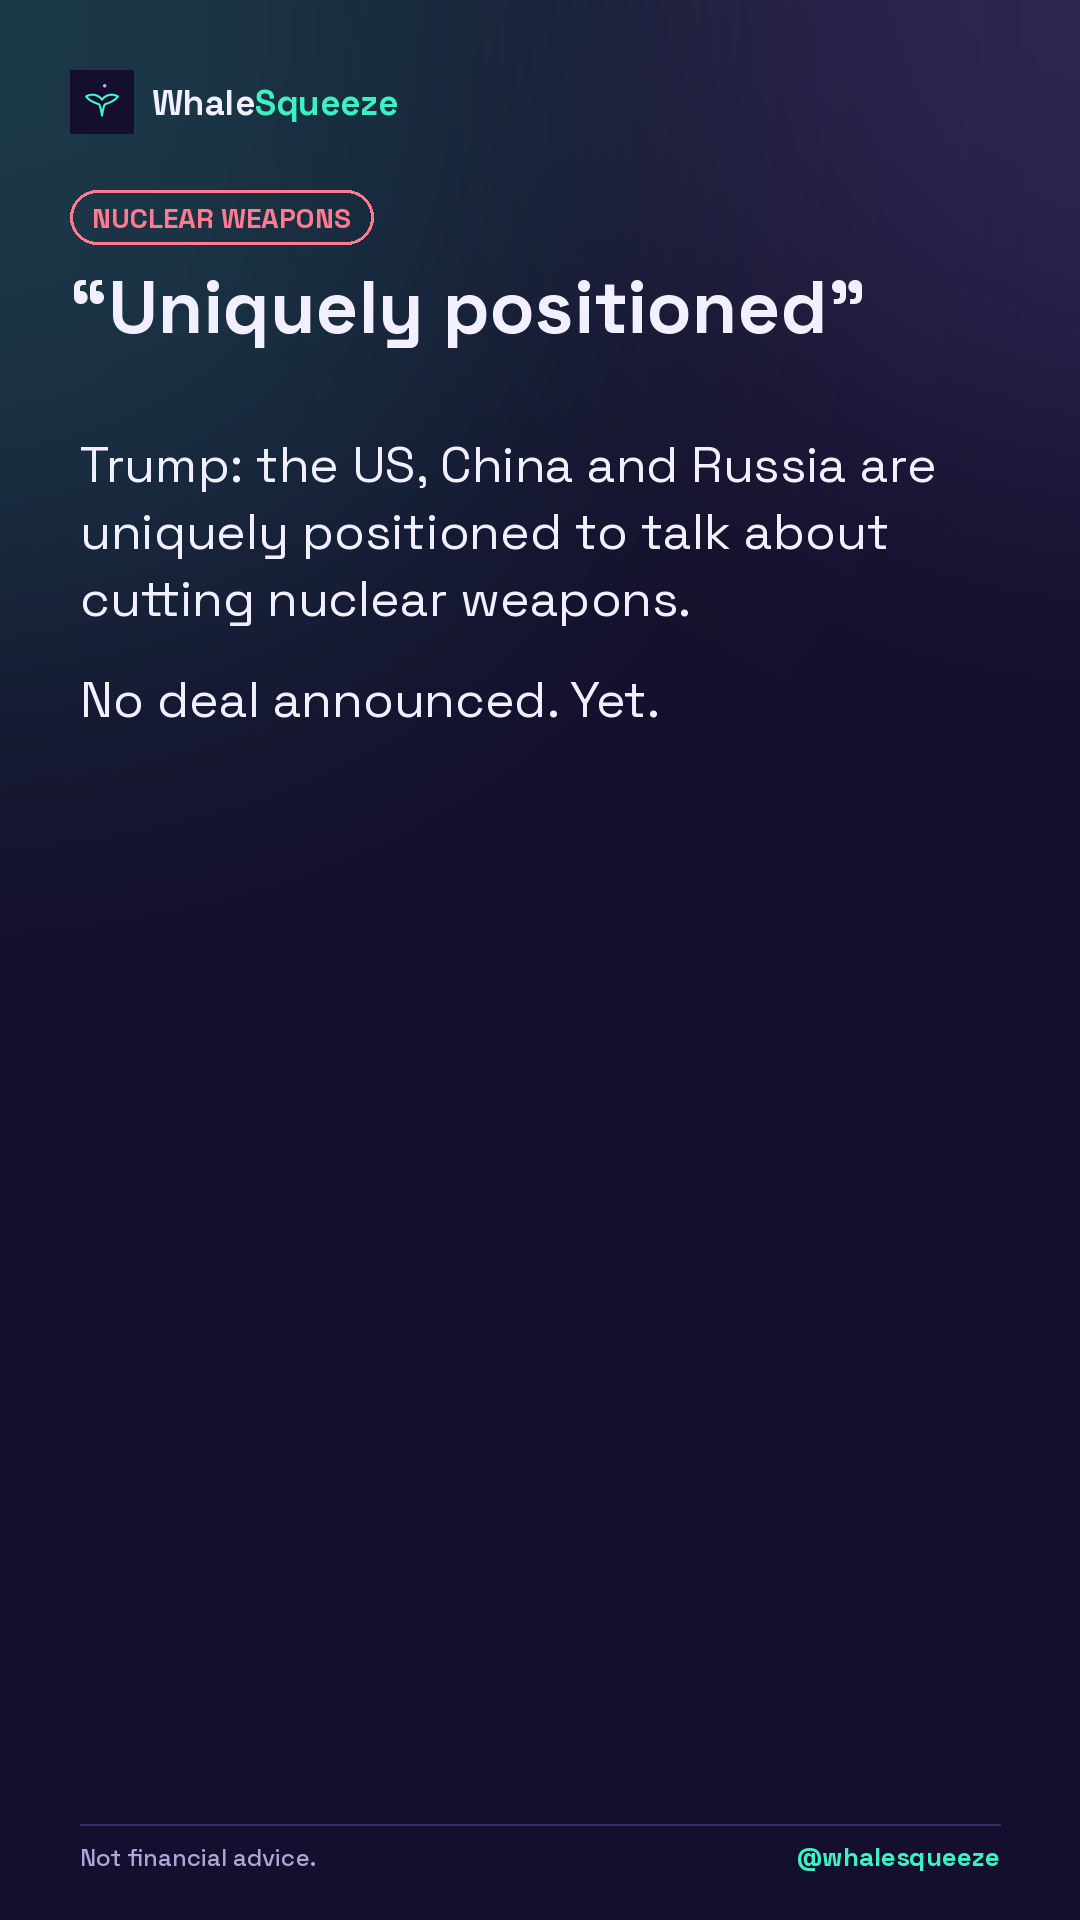 WhaleSqueeze
NUCLEAR WEAPONS
“Uniquely positioned”
Trump: the US, China and Russia are
uniquely positioned to talk about
cutting nuclear weapons.
No deal announced. Yet.
Not financial advice.
@whalesqueeze